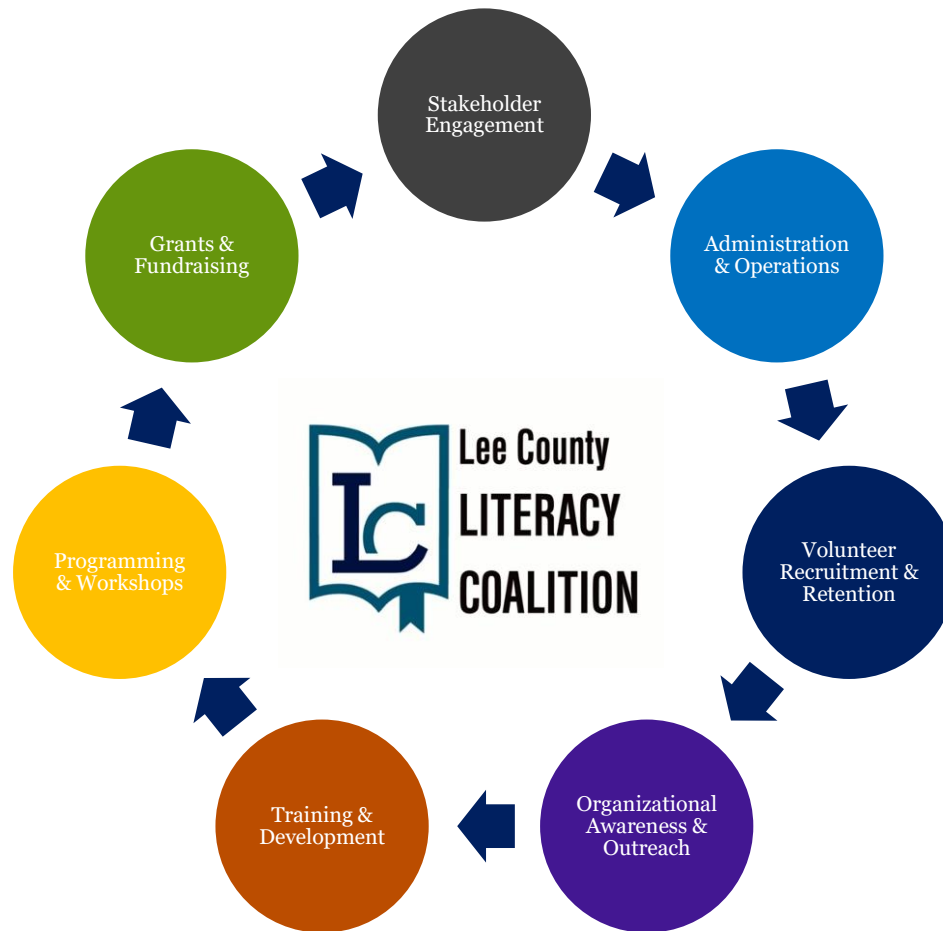 Stakeholder
Engagement
Administration
& Operations
Volunteer
Recruitment &
Retention
Organizational
Awareness &
Outreach
Training &
Development
Programming
& Workshops
Grants &
Fundraising
LC
Lee County
LITERACY
COALITION